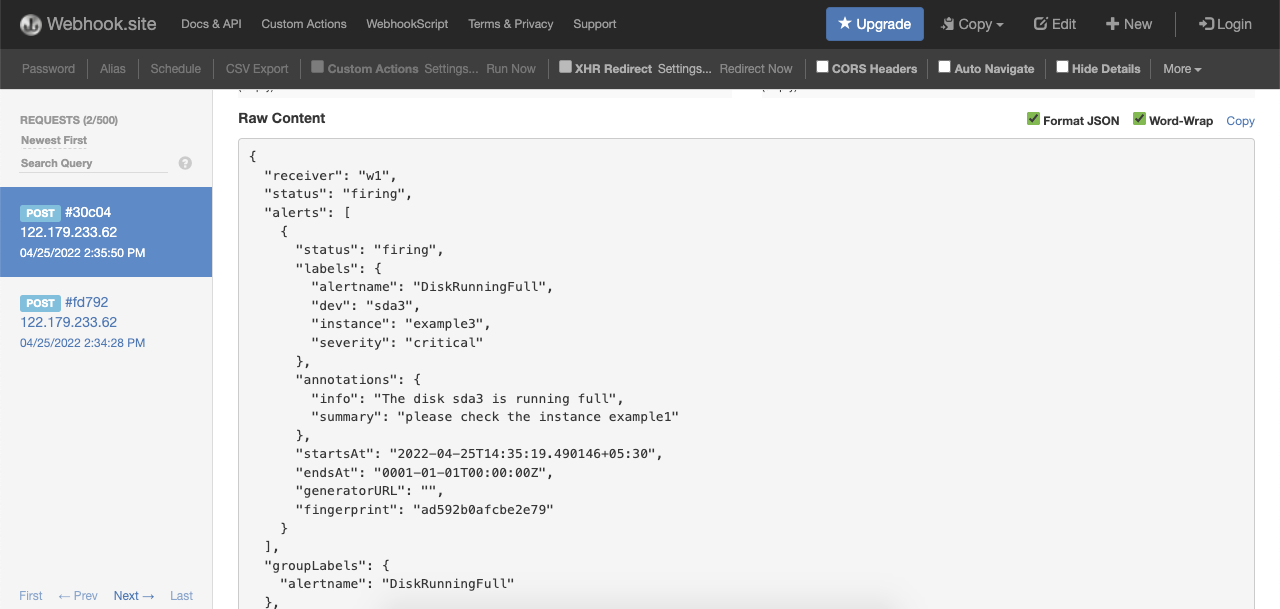 Webhook.site Docs & API Custom Actions WebhookScript Terms & Privacy Support Upgrade Copy Edit New Login
Password Alias Schedule CSV Export Custom Actions Settings... Run Now XHR Redirect Settings... Redirect Now CORS Headers Auto Navigate Hide Details More
REQUESTS (2/500)
Newest First
Search Query
POST #30c04
122.179.233.62
04/25/2022 2:35:50 PM
POST #fd792
122.179.233.62
04/25/2022 2:34:28 PM
First ← Prev Next → Last
Raw Content Format JSON Word-Wrap Copy
{
"receiver": "w1",
"status": "firing",
"alerts": [
{
"status": "firing",
"labels": {
"alertname": "DiskRunningFull",
"dev": "sda3",
"instance": "example3",
"severity": "critical"
},
"annotations": {
"info": "The disk sda3 is running full",
"summary": "please check the instance example1"
},
"startsAt": "2022-04-25T14:35:19.490146+05:30",
"endsAt": "0001-01-01T00:00:00Z",
"generatorURL": "",
"fingerprint": "ad592b0afcbe2e79"
}
],
"groupLabels": {
"alertname": "DiskRunningFull"
},